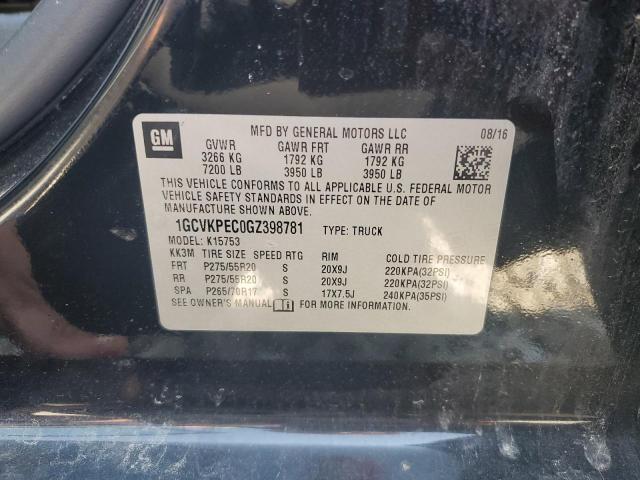 GM
MFD BY GENERAL MOTORS LLC 08/16
GVWR GAWR FRT GAWR RR
3266 KG 1792 KG 1792 KG
7200 LB 3950 LB 3950 LB
THIS VEHICLE CONFORMS TO ALL APPLICABLE U.S. FEDERAL MOTOR
VEHICLE SAFETY STANDARDS IN EFFECT ON THE DATE OF
MANUFACTURE SHOWN ABOVE.
1GCVKPEC0GZ398781 TYPE: TRUCK
MODEL: K15753
KK3M TIRE SIZE SPEED RTG RIM COLD TIRE PRESSURE
FRT P275/55R20 S 20X9J 220KPA(32PSI)
RR P275/55R20 S 20X9J 220KPA(32PSI)
SPA P265/70R17 S 17X7.5J 240KPA(35PSI)
SEE OWNER'S MANUAL FOR MORE INFORMATION.